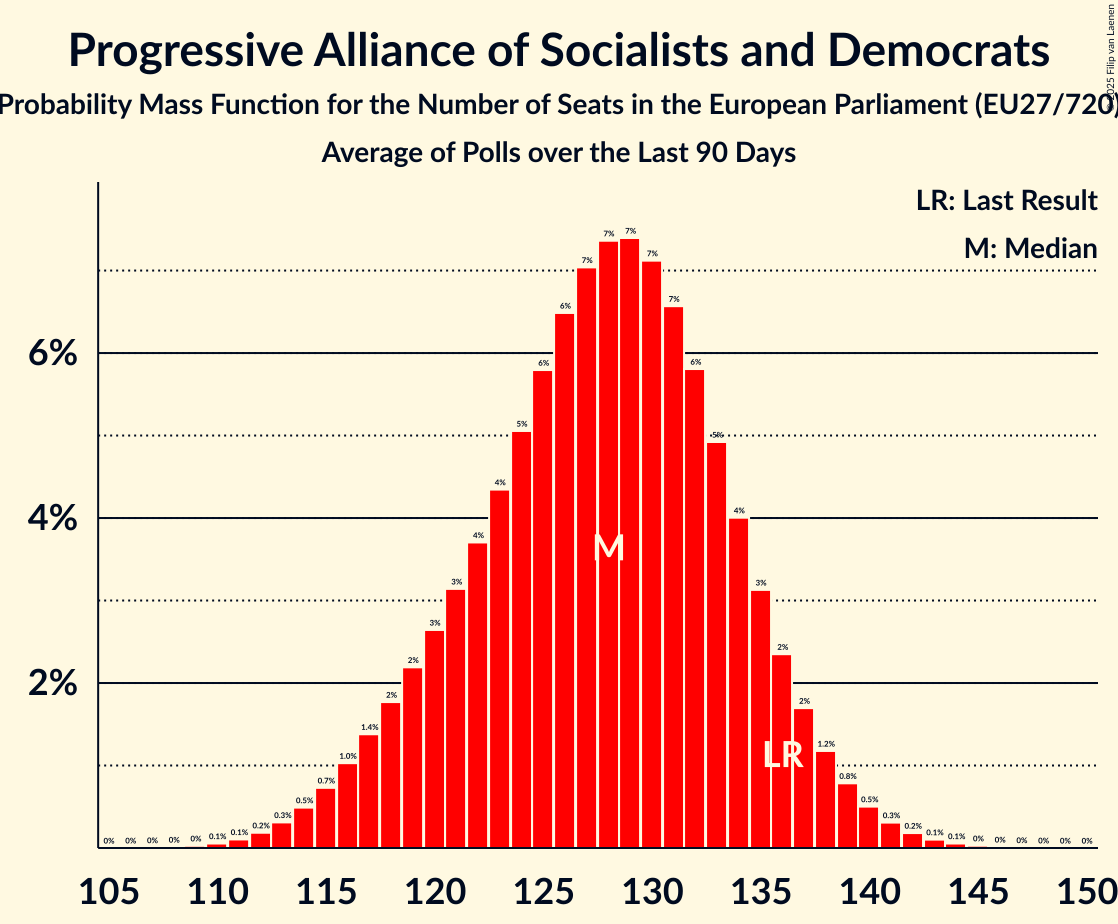 Progressive Alliance of Socialists and Democrats
Probability Mass Function for the Number of Seats in the European Parliament (EU27/720)
Average of Polls over the Last 90 Days
©2025 Filip van Laenen
LR: Last Result
M: Median
6%
4%
2%
0% 0% 0% 0% 0% 0.1% 0.1% 0.2% 0.3% 0.5% 0.7% 1.0% 1.4% 2% 2% 3% 3% 4% 4% 5% 6% 6% 7% 7% 7% 7% 7% 6% 5% 4% 3% 2% 2% 1.2% 0.8% 0.5% 0.3% 0.2% 0.1% 0.1% 0% 0% 0% 0% 0% 0%
M
LR
105 110 115 120 125 130 135 140 145 150